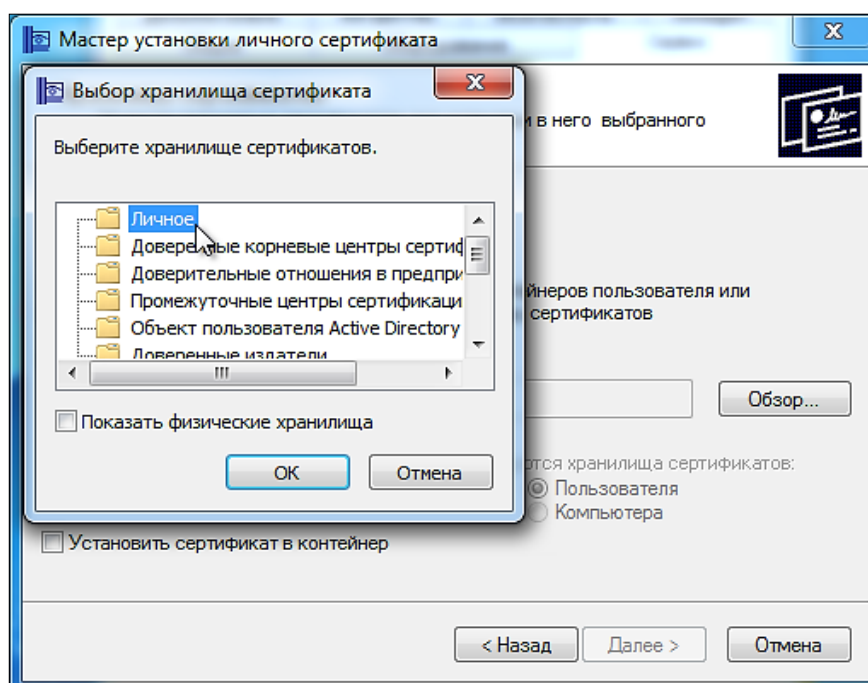 Мастер установки личного сертификата
Выбор хранилища сертификата
и в него выбранного
Выберите хранилище сертификатов.
Личное
Доверенные корневые центры сертиф
Доверительные отношения в предпри
Промежуточные центры сертификаци
Объект пользователя Active Directory
Доверенные издатели
йнеров пользователя или
сертификатов
Обзор...
Показать физические хранилища
ОК
Отмена
тся хранилища сертификатов:
Пользователя
Компьютера
Установить сертификат в контейнер
< Назад
Далее >
Отмена